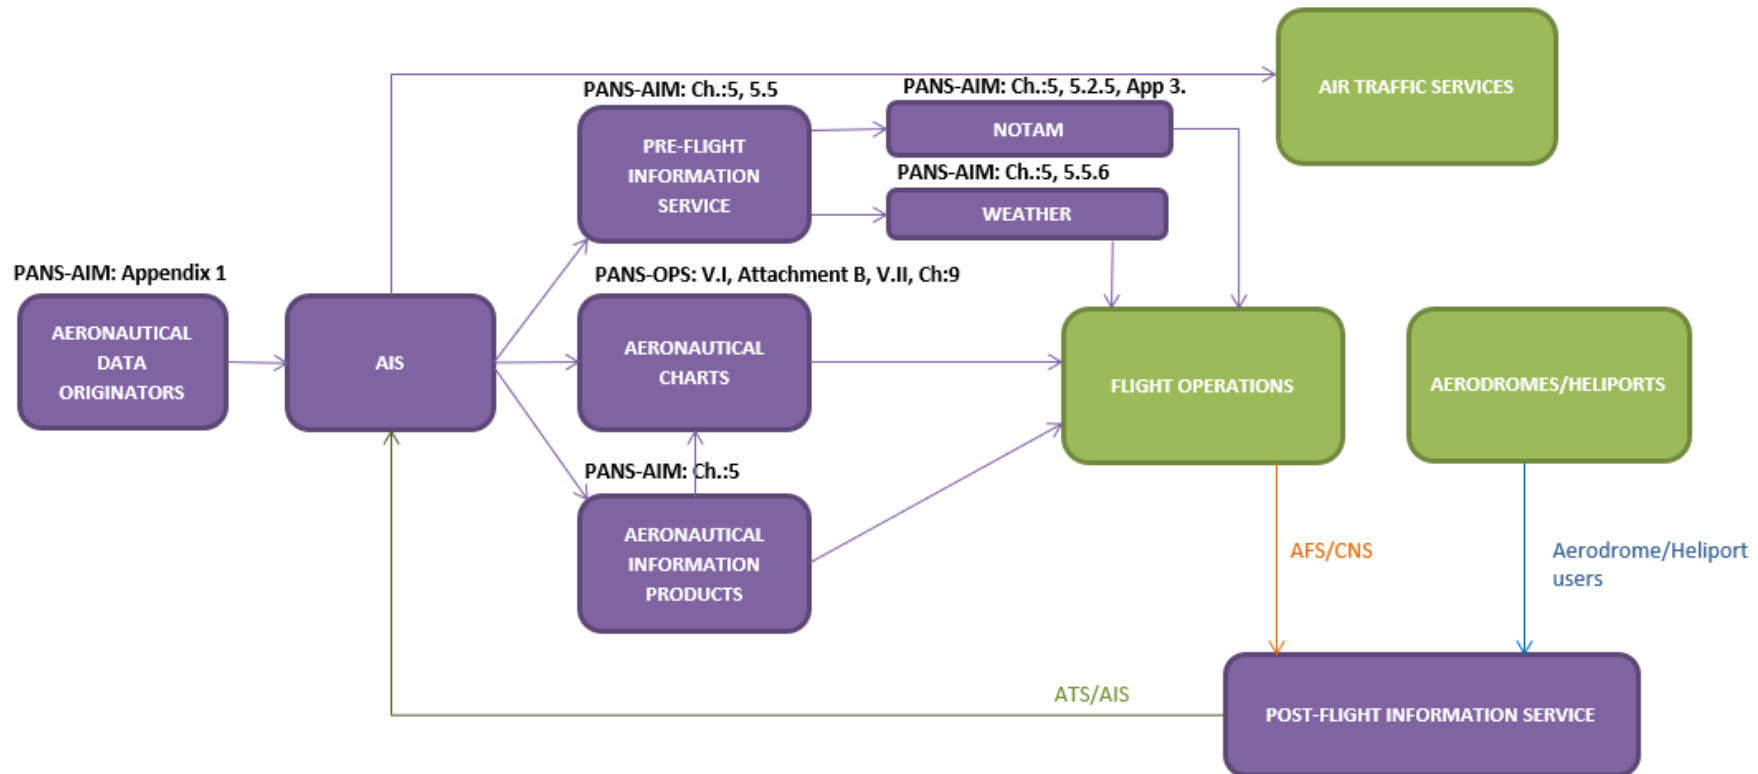 AIR TRAFFIC SERVICES
PANS-AIM: Ch.:5, 5.5
PANS-AIM: Ch.:5, 5.2.5, App 3.
PRE-FLIGHT
INFORMATION
SERVICE
NOTAM
PANS-AIM: Ch.:5, 5.5.6
WEATHER
PANS-AIM: Appendix 1
PANS-OPS: V.I, Attachment B, V.II, Ch:9
AERONAUTICAL
DATA
ORIGINATORS
AIS
AERONAUTICAL
CHARTS
FLIGHT OPERATIONS
AERODROMES/HELIPORTS
PANS-AIM: Ch.:5
AERONAUTICAL
INFORMATION
PRODUCTS
AFS/CNS
Aerodrome/Heliport
users
ATS/AIS
POST-FLIGHT INFORMATION SERVICE